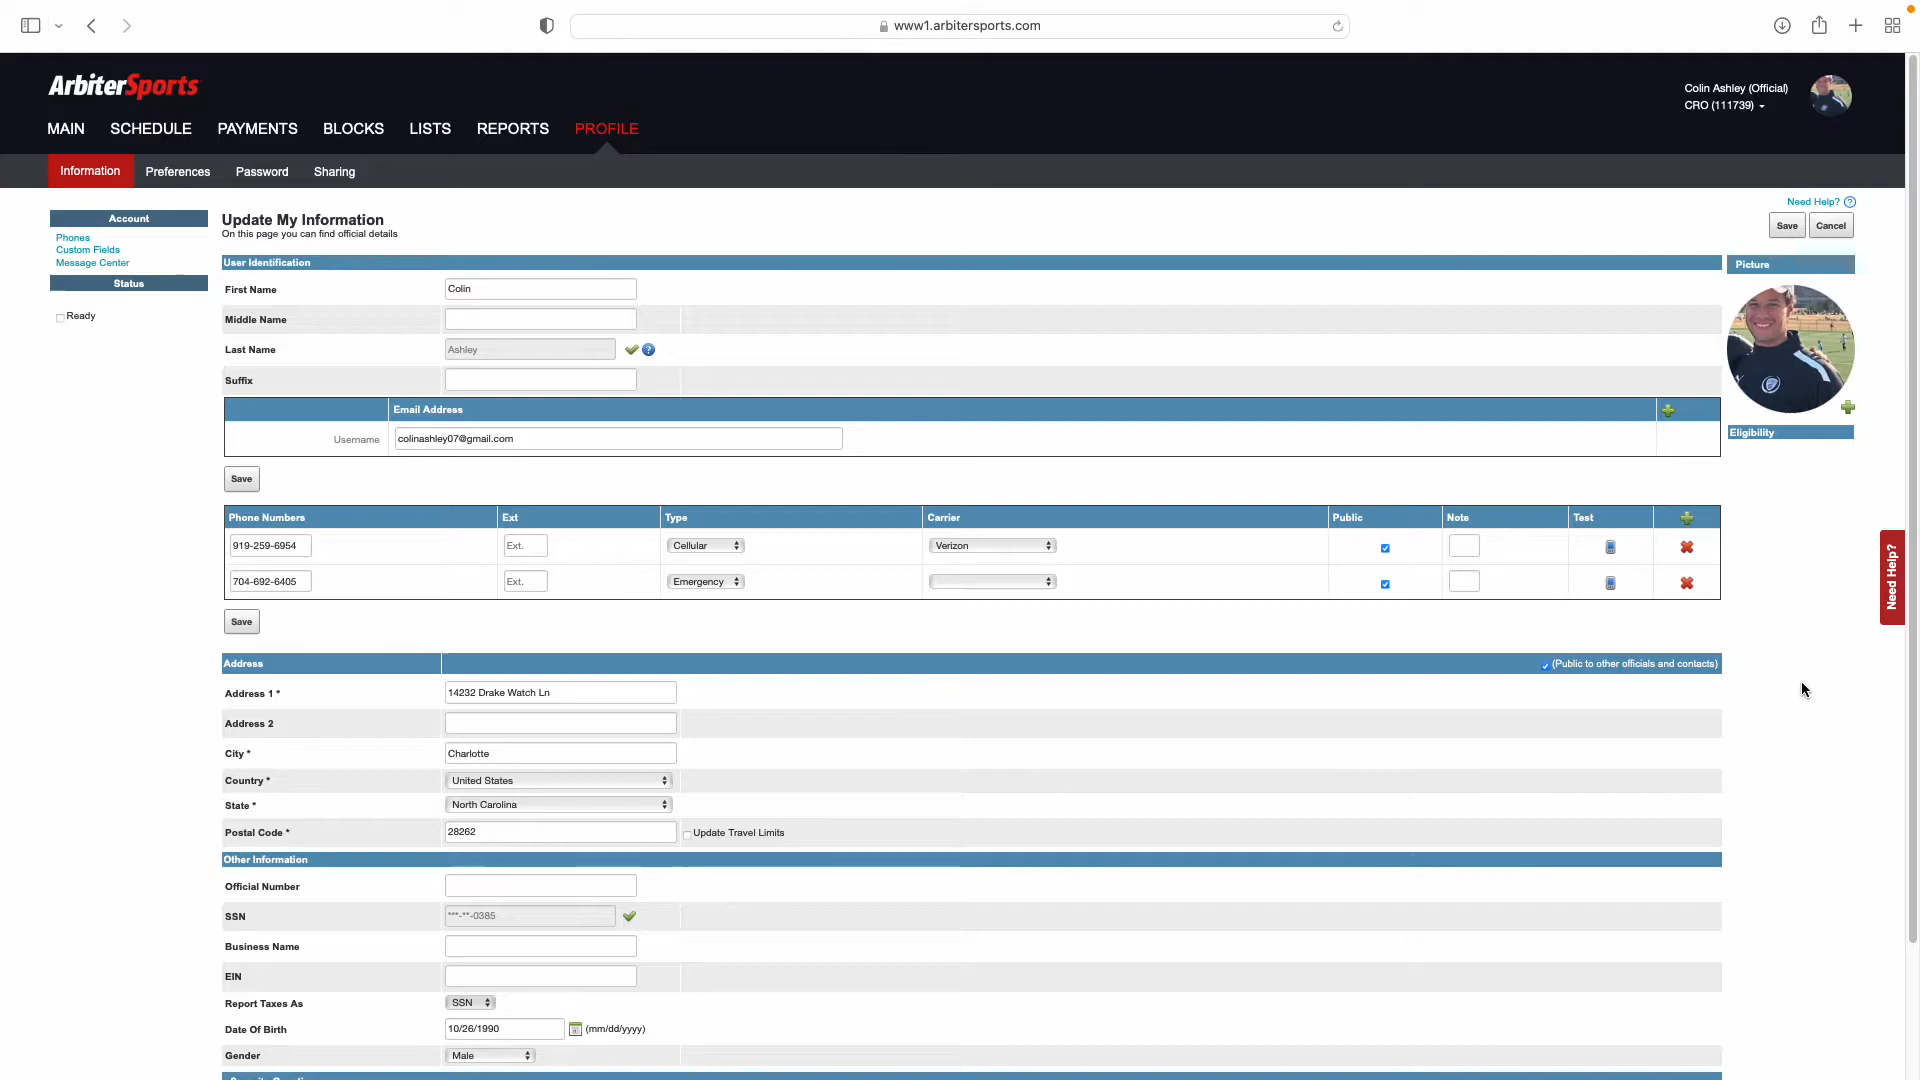 www1.arbitersports.com
ArbiterSports
Colin Ashley (Official)
CRO (111739)
MAIN SCHEDULE PAYMENTS BLOCKS LISTS REPORTS PROFILE
Information Preferences Password Sharing
Need Help?
Account
Update My Information
Save Cancel
On this page you can find official details
Phones
Custom Fields
Message Center
User Identification
Picture
Status
First Name Colin
Ready
Middle Name
Last Name Ashley
Suffix
Email Address
Eligibility
Username colinashley07@gmail.com
Save
Phone Numbers Ext Type Carrier Public Note Test
919-259-6954 Ext. Cellular Verizon
704-692-6405 Ext. Emergency
Need Help?
Save
Address (Public to other officials and contacts)
Address 1 * 14232 Drake Watch Ln
Address 2
City * Charlotte
Country * United States
State * North Carolina
Postal Code * 28262 Update Travel Limits
Other Information
Official Number
SSN ***-**-0385
Business Name
EIN
Report Taxes As SSN
Date Of Birth 10/26/1990 (mm/dd/yyyy)
Gender Male